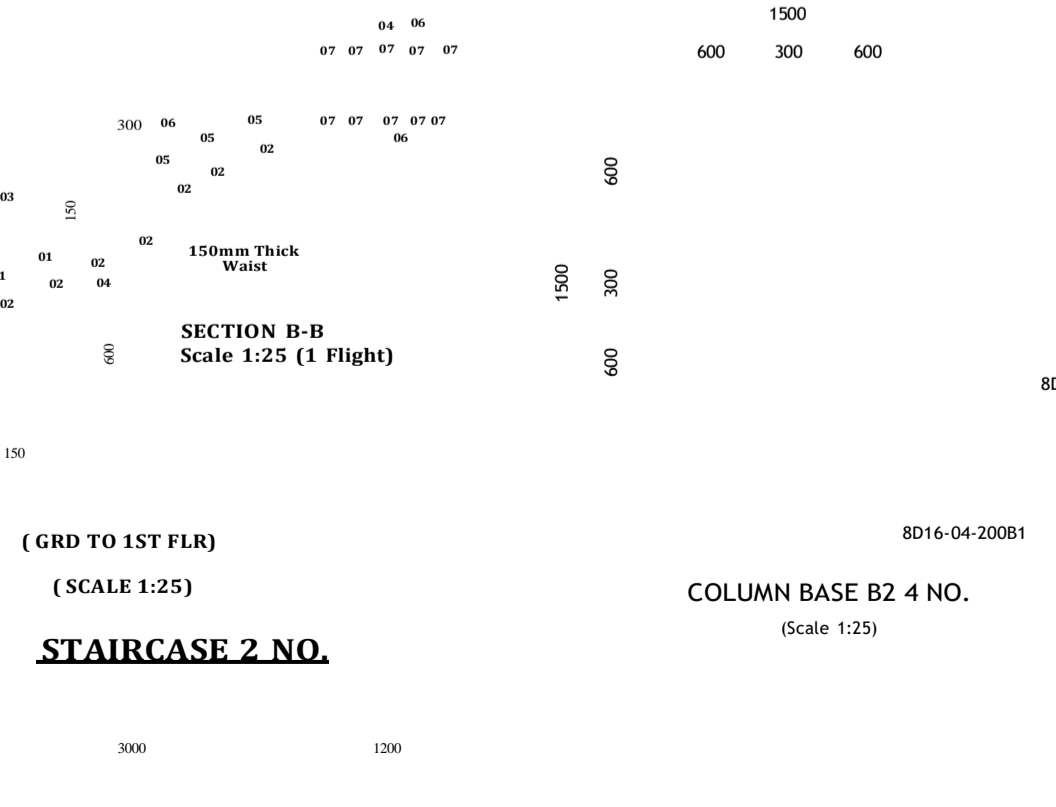 04 06
07 07 07 07 07
300 06 05 07 07 07 07 07
05 06
05 02
02
02
03
150
02
01 02
1 02 04
02
150mm Thick
Waist
SECTION B-B
Scale 1:25 (1 Flight)
600
150
( GRD TO 1ST FLR)
( SCALE 1:25)
STAIRCASE 2 NO.
3000 1200
1500
600 300 600
600
1500 300
600
8D
8D16-04-200B1
COLUMN BASE B2 4 NO.
(Scale 1:25)